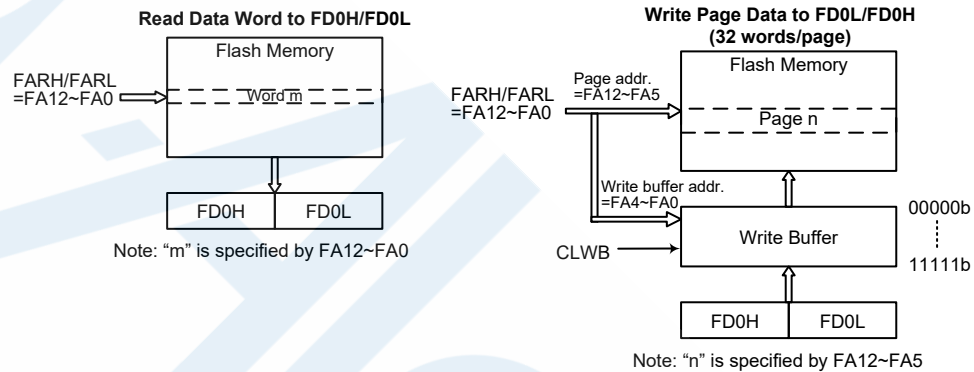 Read Data Word to FD0H/FD0L
Flash Memory
FARH/FARL
=FA12~FA0
Word m
FD0H
FD0L
Note: “m” is specified by FA12~FA0
Write Page Data to FD0L/FD0H
(32 words/page)
Flash Memory
FARH/FARL
=FA12~FA0
Page addr.
=FA12~FA5
Page n
Write buffer addr.
=FA4~FA0
CLWB
Write Buffer
00000b
11111b
FD0H
FD0L
Note: “n” is specified by FA12~FA5